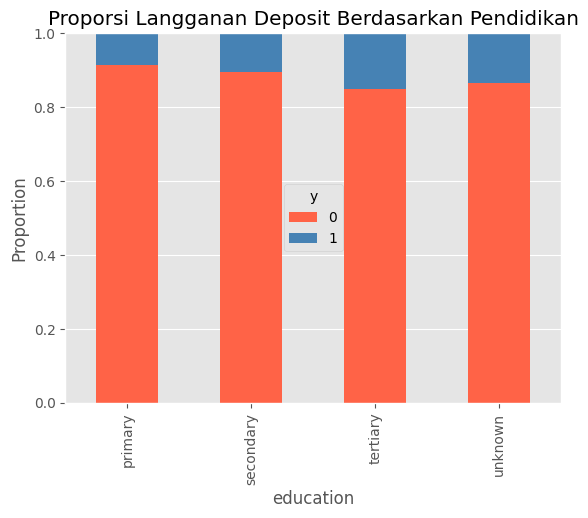 Proporsi Langganan Deposit Berdasarkan Pendidikan
1.0
0.8
0.6
0.4
0.2
0.0
Proportion
y
0
1
primary
secondary
tertiary
unknown
education